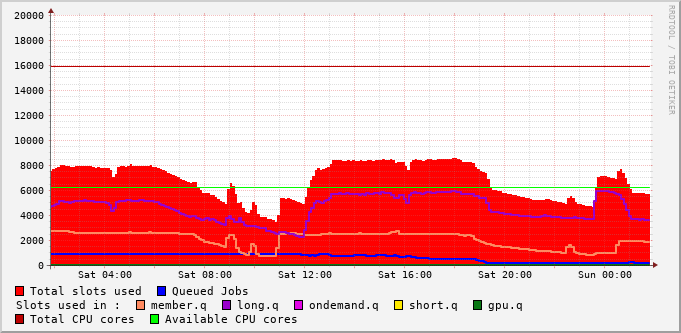 20000
18000
16000
14000
12000
10000
8000
6000
4000
2000
0
Sat 04:00 Sat 08:00 Sat 12:00 Sat 16:00 Sat 20:00 Sun 00:00
Total slots used Queued Jobs
Slots used in : member.q long.q ondemand.q short.q gpu.q
Total CPU cores Available CPU cores
RRDTOOL / TOBI OETIKER